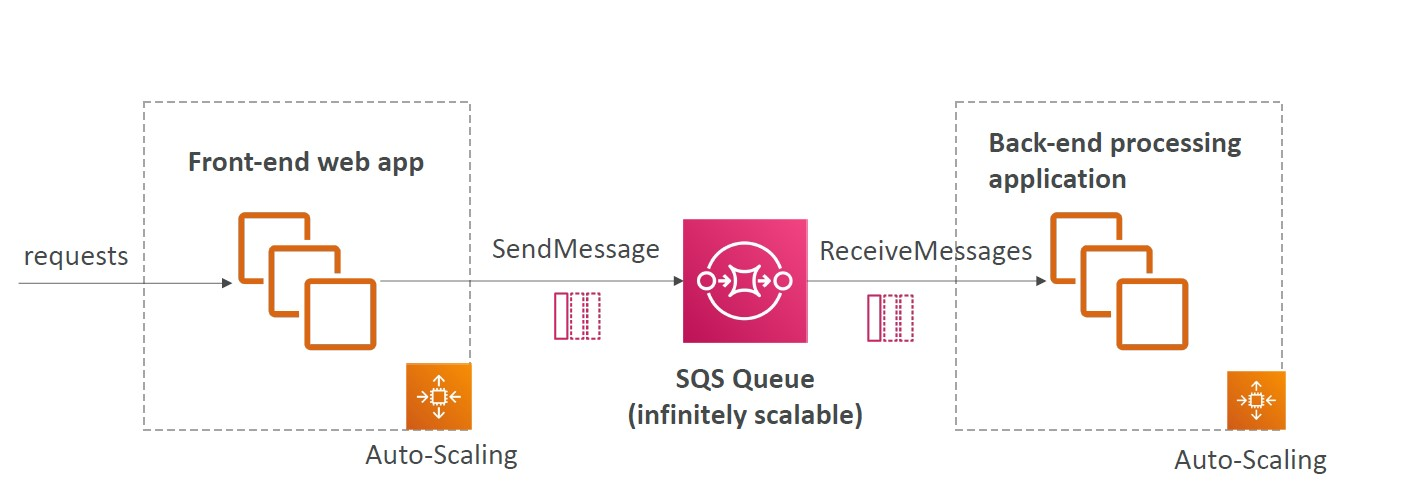 Front-end web app
Back-end processing
application
requests
SendMessage
ReceiveMessages
SQS Queue
(infinitely scalable)
Auto-Scaling
Auto-Scaling